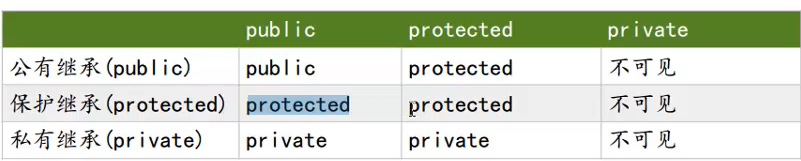 public protected private
公有继承(public) public protected 不可见
保护继承(protected) protected protected 不可见
私有继承(private) private private 不可见